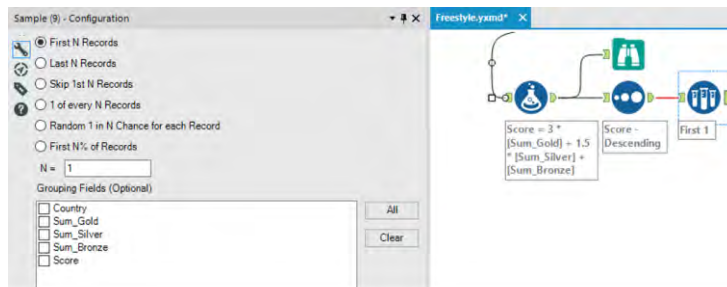 Sample (9) - Configuration
First N Records
Last N Records
Skip 1st N Records
1 of every N Records
Random 1 in N Chance for each Record
First N% of Records
N = 1
Grouping Fields (Optional)
Country
Sum_Gold
Sum_Silver
Sum_Bronze
Score
All
Clear
Freestyle.yxmd*
Score = 3 *
[Sum_Gold] + 1.5
* [Sum_Silver] +
[Sum_Bronze]
Score -
Descending
First 1